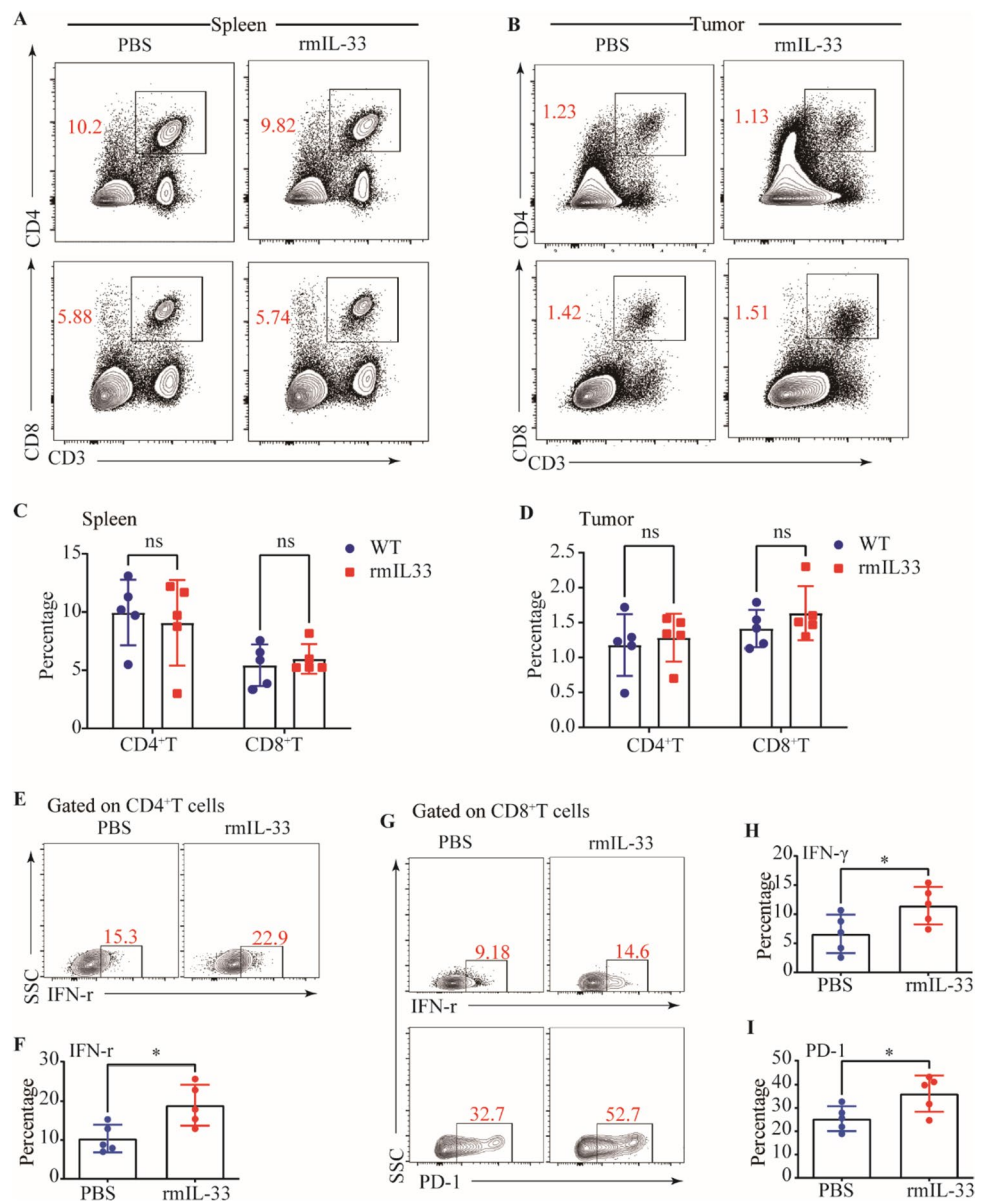 A
Spleen
PBS
rmIL-33
10.2
9.82
CD4
5.88
5.74
CD8
CD3
B
Tumor
PBS
rmIL-33
1.23
1.13
CD4
1.42
1.51
CD8
CD3
C
Spleen
ns
ns
WT
rmIL33
15
10
5
0
Percentage
CD4+T
CD8+T
D
Tumor
ns
ns
WT
rmIL33
2.5
2.0
1.5
1.0
0.5
0.0
Percentage
CD4+T
CD8+T
E
Gated on CD4+T cells
PBS
rmIL-33
15.3
22.9
SSC
IFN-r
F
IFN-r
*
30
20
10
0
Percentage
PBS
rmIL-33
G
Gated on CD8+T cells
PBS
rmIL-33
9.18
14.6
IFN-r
32.7
52.7
SSC
PD-1
H
IFN-γ
*
20
15
10
5
0
Percentage
PBS
rmIL-33
I
PD-1
*
50
40
30
20
10
0
Percentage
PBS
rmIL-33